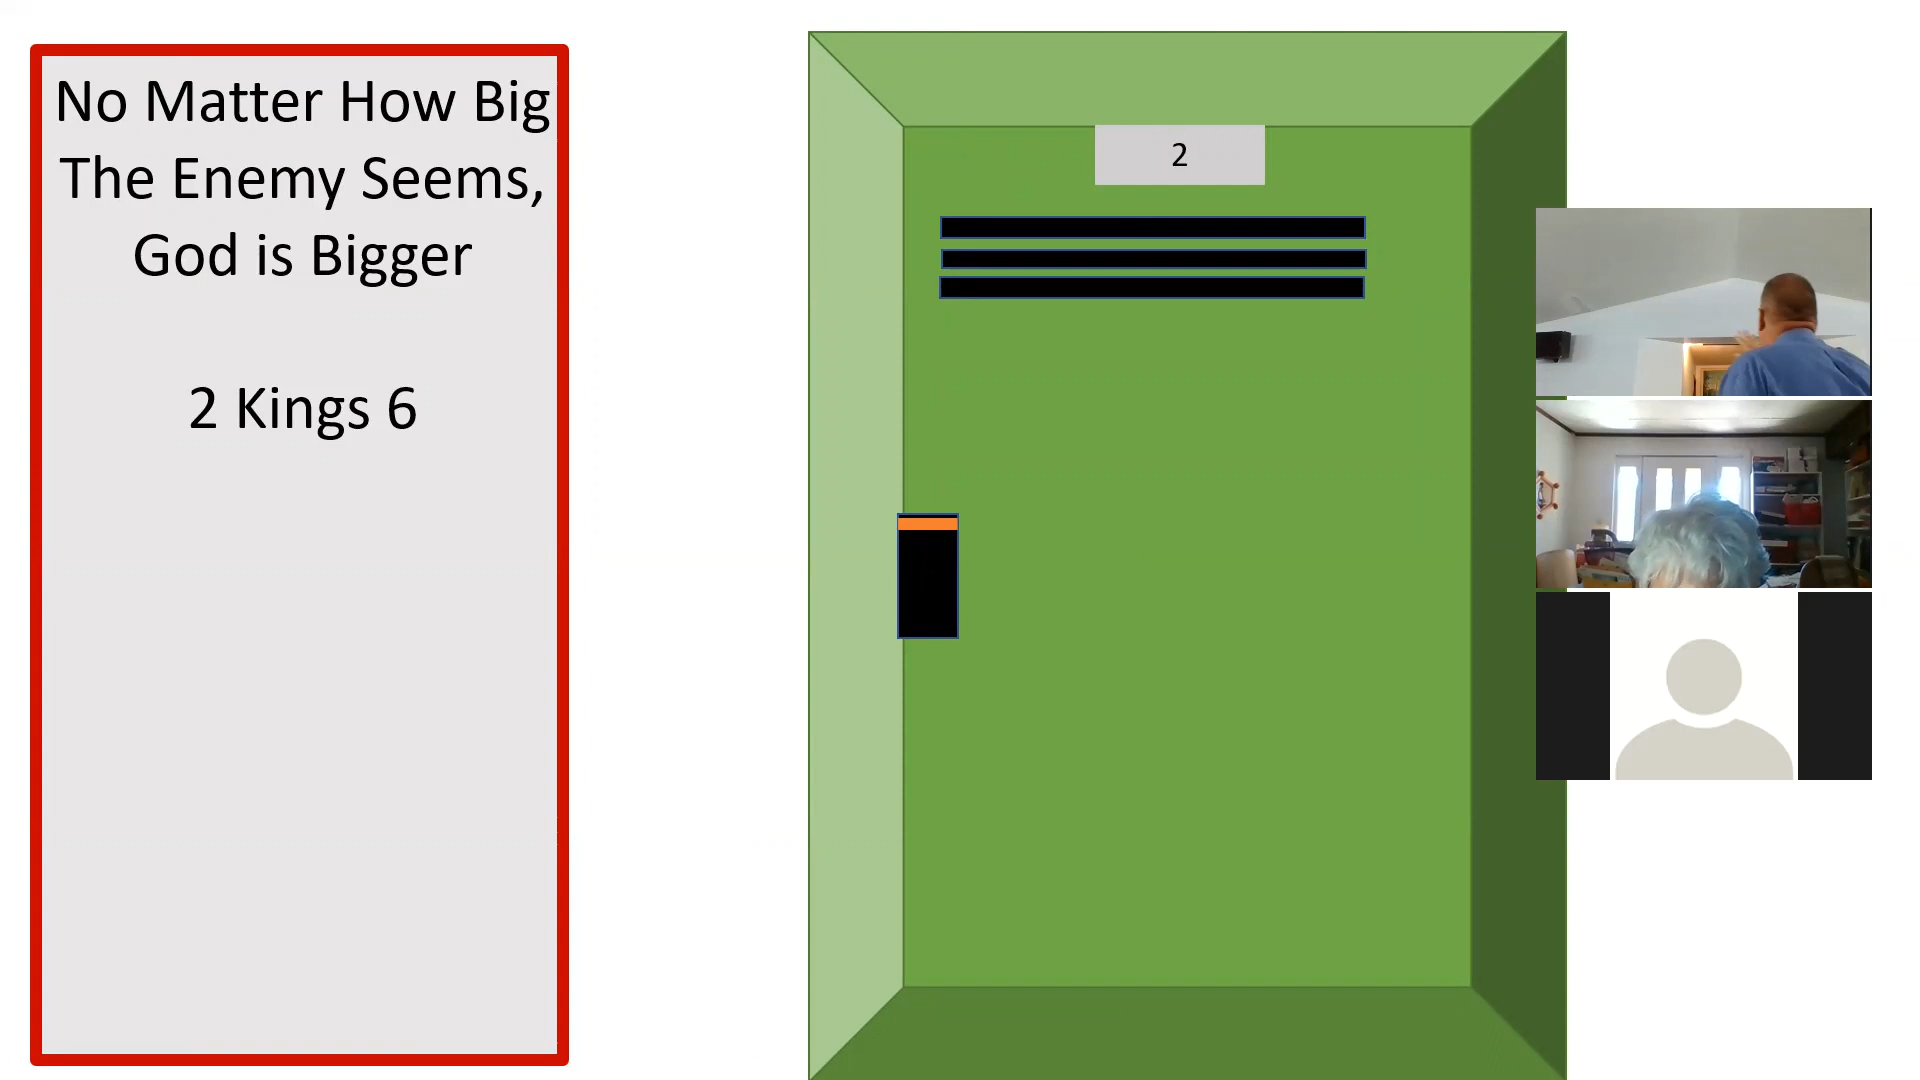 No Matter How Big
The Enemy Seems,
God is Bigger
2 Kings 6
2